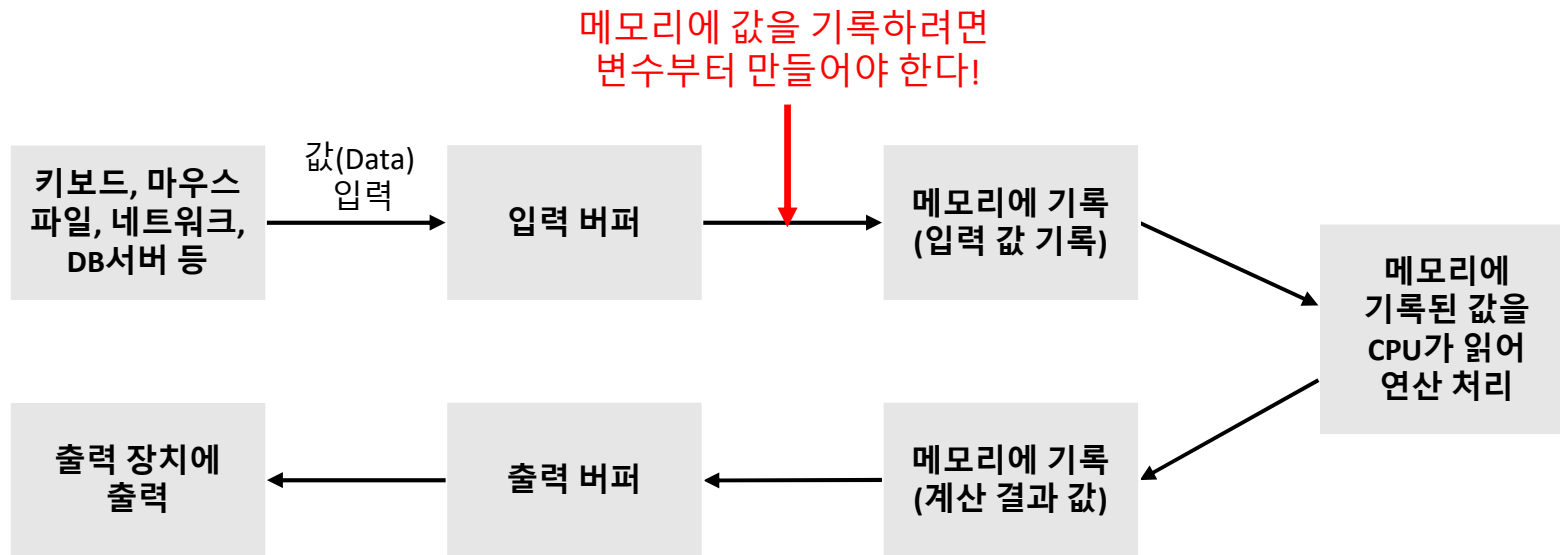 메모리에 값을 기록하려면
변수부터 만들어야 한다!
키보드, 마우스
파일, 네트워크,
DB서버 등
값(Data)
입력
입력 버퍼
메모리에 기록
(입력 값 기록)
메모리에
기록된 값을
CPU가 읽어
연산 처리
출력 장치에
출력
출력 버퍼
메모리에 기록
(계산 결과 값)